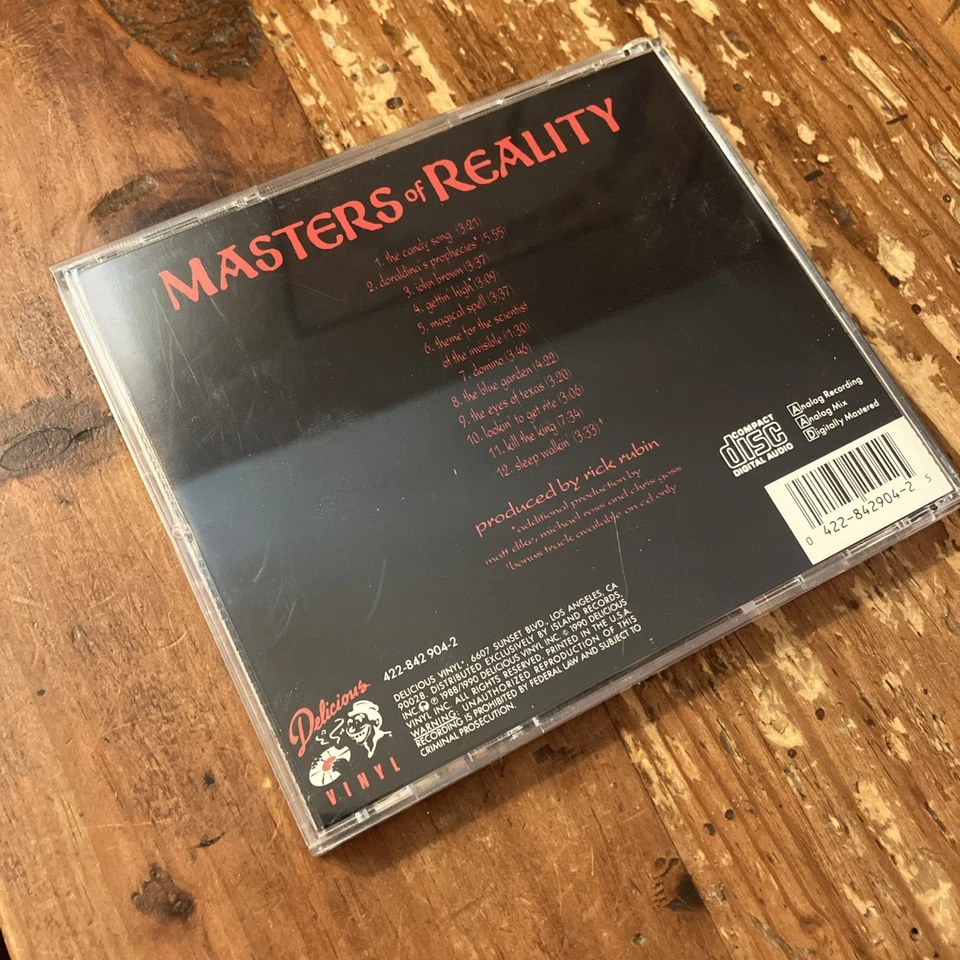 MASTERS of REALITY
1. the candy song (3:21)
2. doraldina's prophecies* (5:55)
3. john brown (3:37)
4. gettin' high (3:09)
5. magical spell (3:37)
6. theme for the scientist
of the invisible (1:30)
7. domino (3:46)
8. the blue garden (4:22)
9. the eyes of texas (3:20)
10. lookin' to get rite (3:06)
11. kill the king (7:34)
12. sleep walkin' (3:33)†
produced by rick rubin
*additional production by
matt dike, michael ross and chris goss
†bonus track available on cd only
COMPACT
disc
DIGITAL AUDIO
Analog Recording
Analog Mix
Digitally Mastered
0 422-842904-2 5
422-842 904-2
DELICIOUS VINYL®, 6607 SUNSET BLVD., LOS ANGELES, CA
90028. DISTRIBUTED EXCLUSIVELY BY ISLAND RECORDS,
INC. ℗ 1988/1990 DELICIOUS VINYL INC. © 1990 DELICIOUS
VINYL INC. ALL RIGHTS RESERVED. PRINTED IN THE U.S.A.
WARNING: UNAUTHORIZED REPRODUCTION OF THIS
RECORDING IS PROHIBITED BY FEDERAL LAW AND SUBJECT TO
CRIMINAL PROSECUTION.
Delicious
VINYL